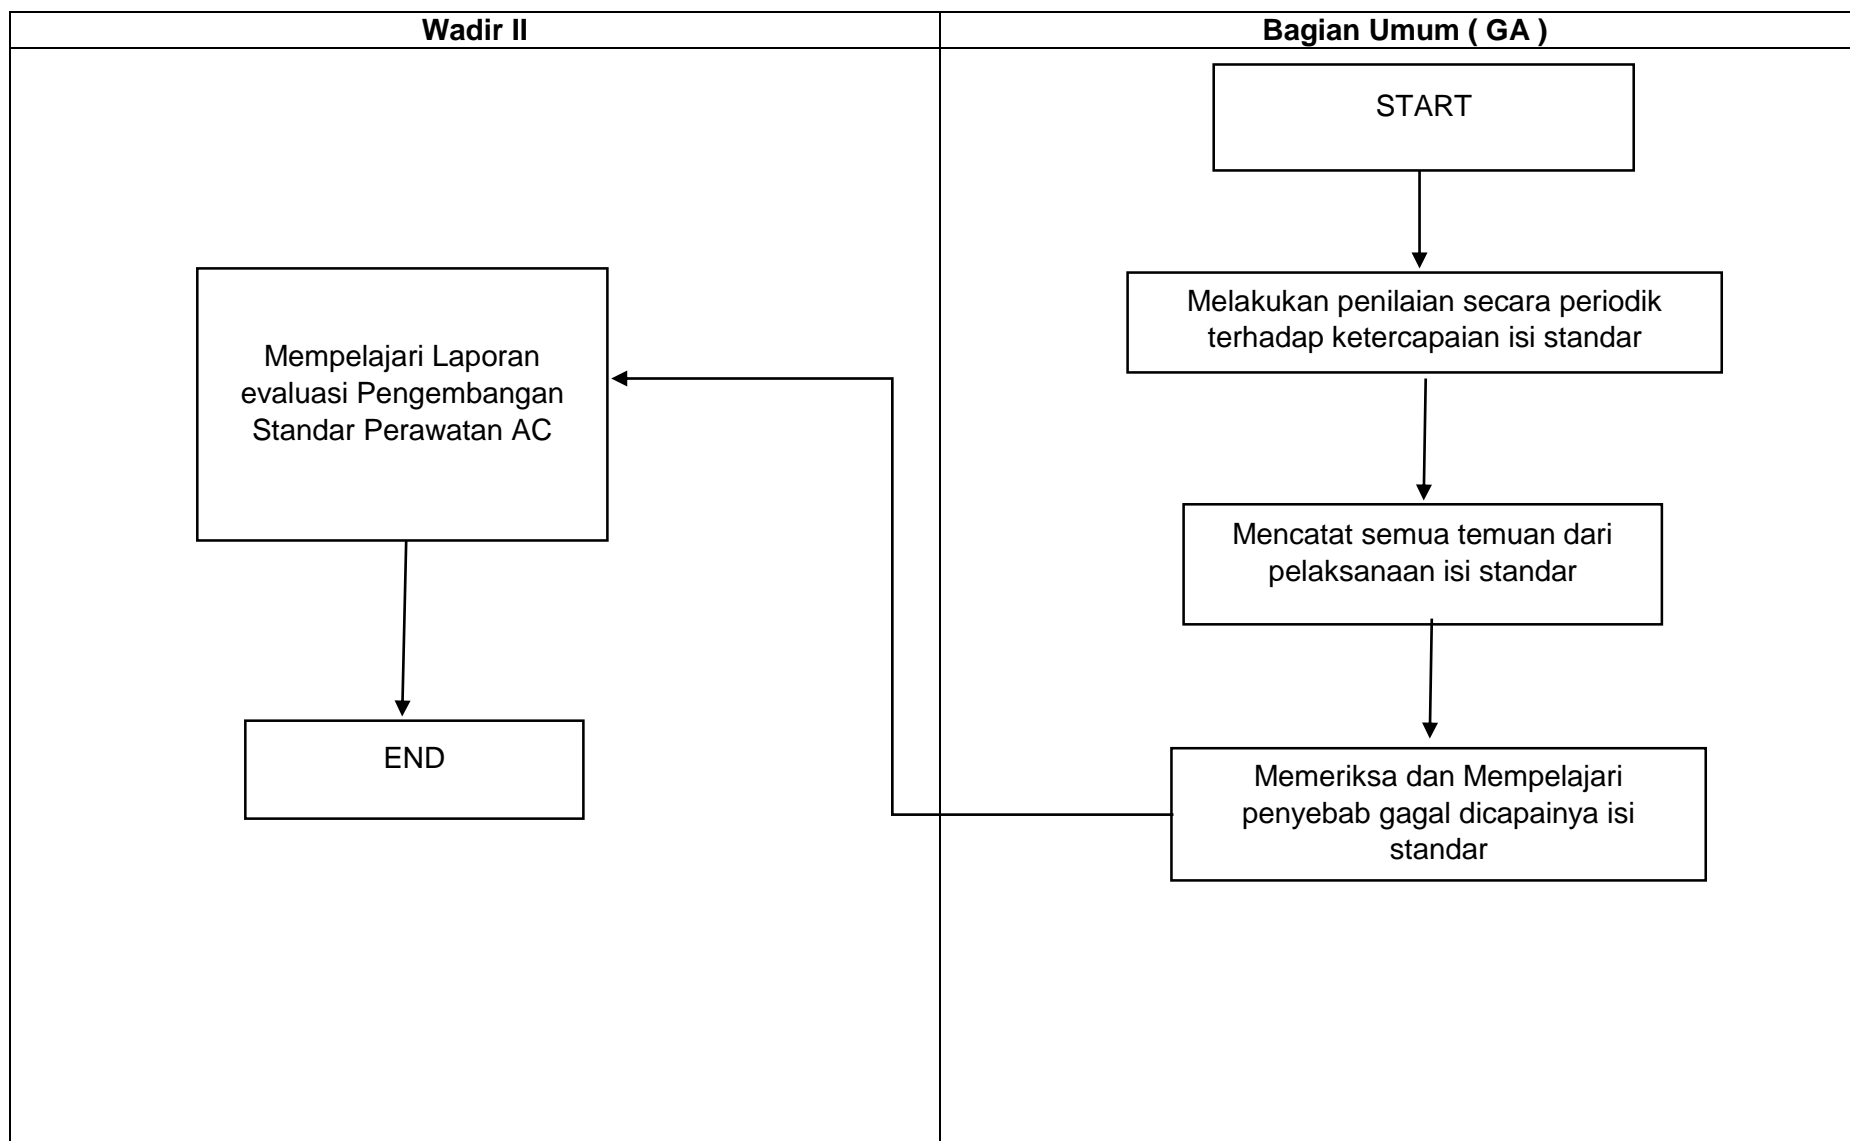 Wadir II
Bagian Umum ( GA )
START
Melakukan penilaian secara periodik
terhadap ketercapaian isi standar
Mencatat semua temuan dari
pelaksanaan isi standar
Memeriksa dan Mempelajari
penyebab gagal dicapainya isi
standar
Mempelajari Laporan
evaluasi Pengembangan
Standar Perawatan AC
END